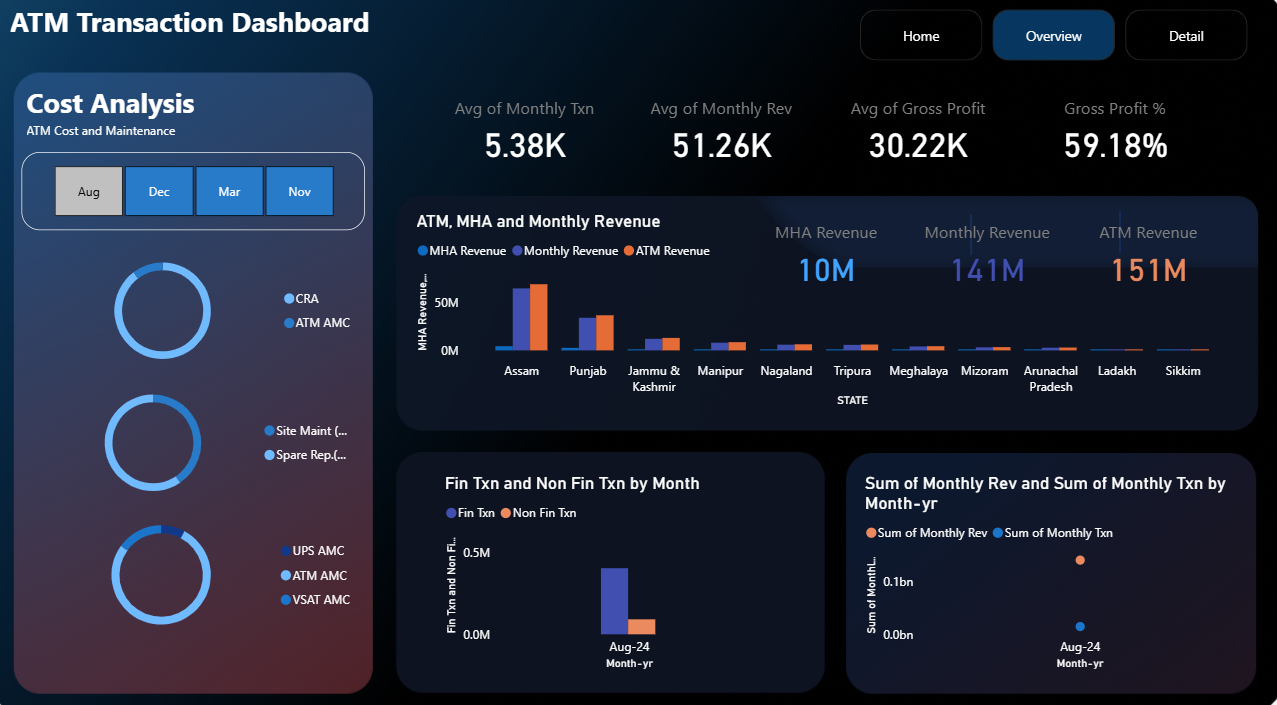 ATM Transaction Dashboard
Home
Overview
Detail
Cost Analysis
ATM Cost and Maintenance
Aug
Dec
Mar
Nov
CRA
ATM AMC
Site Maint (...
Spare Rep.(...
UPS AMC
ATM AMC
VSAT AMC
Avg of Monthly Txn
5.38K
Avg of Monthly Rev
51.26K
Avg of Gross Profit
30.22K
Gross Profit %
59.18%
ATM, MHA and Monthly Revenue
MHA Revenue
Monthly Revenue
ATM Revenue
MHA Revenue
10M
Monthly Revenue
141M
ATM Revenue
151M
MHA Revenue...
50M
0M
Assam
Punjab
Jammu &
Kashmir
Manipur
Nagaland
Tripura
Meghalaya
Mizoram
Arunachal
Pradesh
Ladakh
Sikkim
STATE
Fin Txn and Non Fin Txn by Month
Fin Txn
Non Fin Txn
Fin Txn and Non Fi...
0.5M
0.0M
Aug-24
Month-yr
Sum of Monthly Rev and Sum of Monthly Txn by
Month-yr
Sum of Monthly Rev
Sum of Monthly Txn
Sum of Monthl...
0.1bn
0.0bn
Aug-24
Month-yr